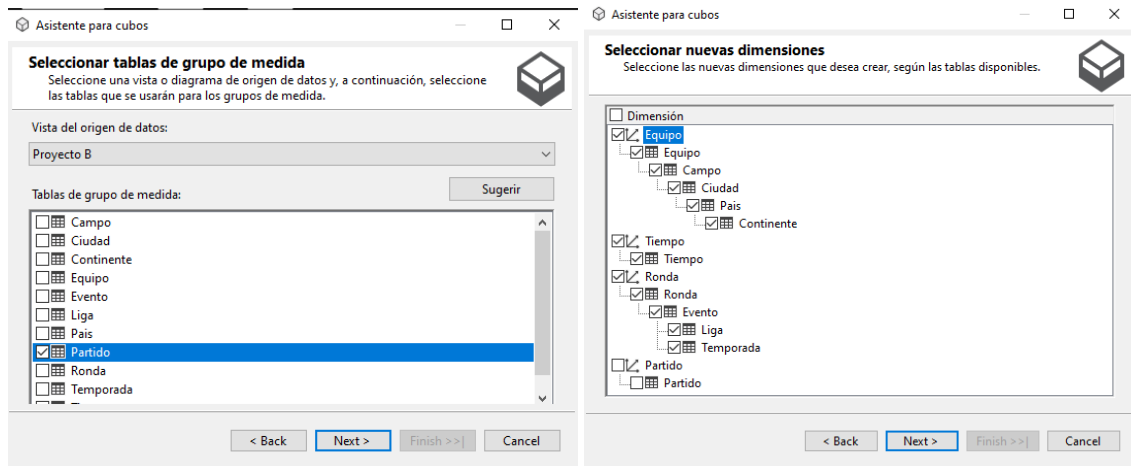 Asistente para cubos
Seleccionar tablas de grupo de medida
Seleccione una vista o diagrama de origen de datos y, a continuación, seleccione
las tablas que se usarán para los grupos de medida.
Vista del origen de datos:
Proyecto B
Tablas de grupo de medida:
Sugerir
Campo
Ciudad
Continente
Equipo
Evento
Liga
Pais
Partido
Ronda
Temporada
< Back
Next >
Finish >>|
Cancel
Asistente para cubos
Seleccionar nuevas dimensiones
Seleccione las nuevas dimensiones que desea crear, según las tablas disponibles.
Dimensión
Equipo
Equipo
Campo
Ciudad
Pais
Continente
Tiempo
Tiempo
Ronda
Ronda
Evento
Liga
Temporada
Partido
Partido
< Back
Next >
Finish >>|
Cancel